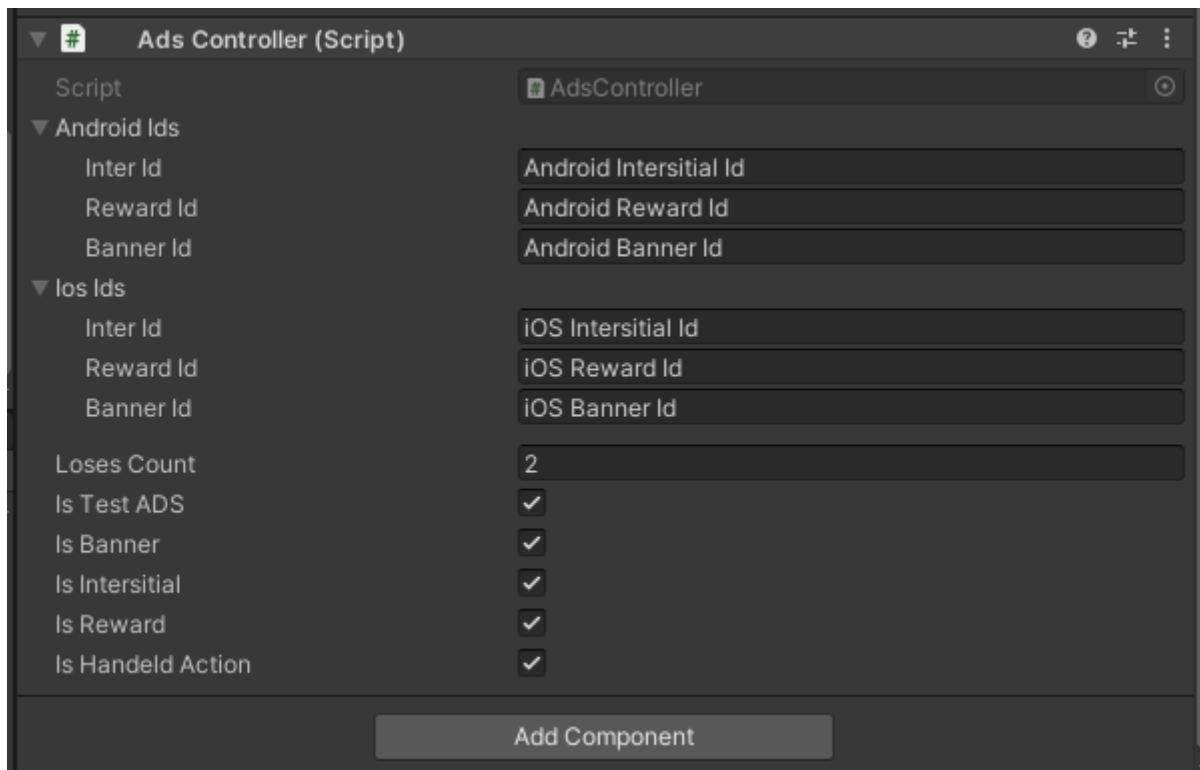 # Ads Controller (Script)
Script # AdsController
Android Ids
Inter Id Android Intersitial Id
Reward Id Android Reward Id
Banner Id Android Banner Id
Ios Ids
Inter Id iOS Intersitial Id
Reward Id iOS Reward Id
Banner Id iOS Banner Id
Loses Count 2
Is Test ADS
Is Banner
Is Intersitial
Is Reward
Is Handeld Action
Add Component